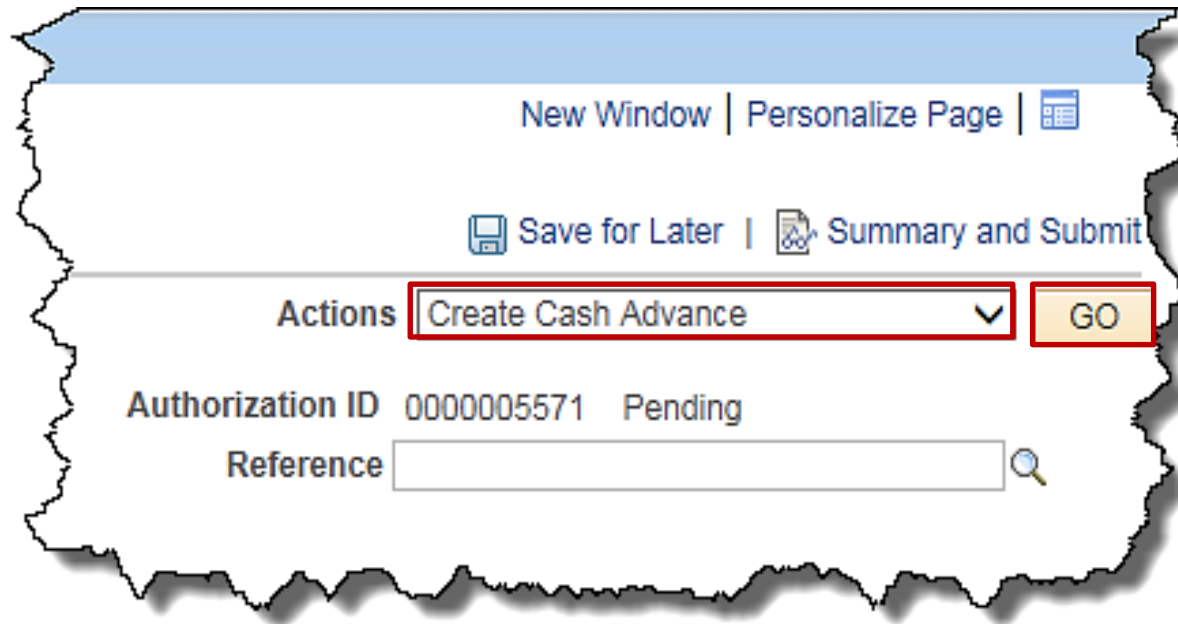 New Window | Personalize Page |
Save for Later | Summary and Submit
Actions Create Cash Advance GO
Authorization ID 0000005571 Pending
Reference